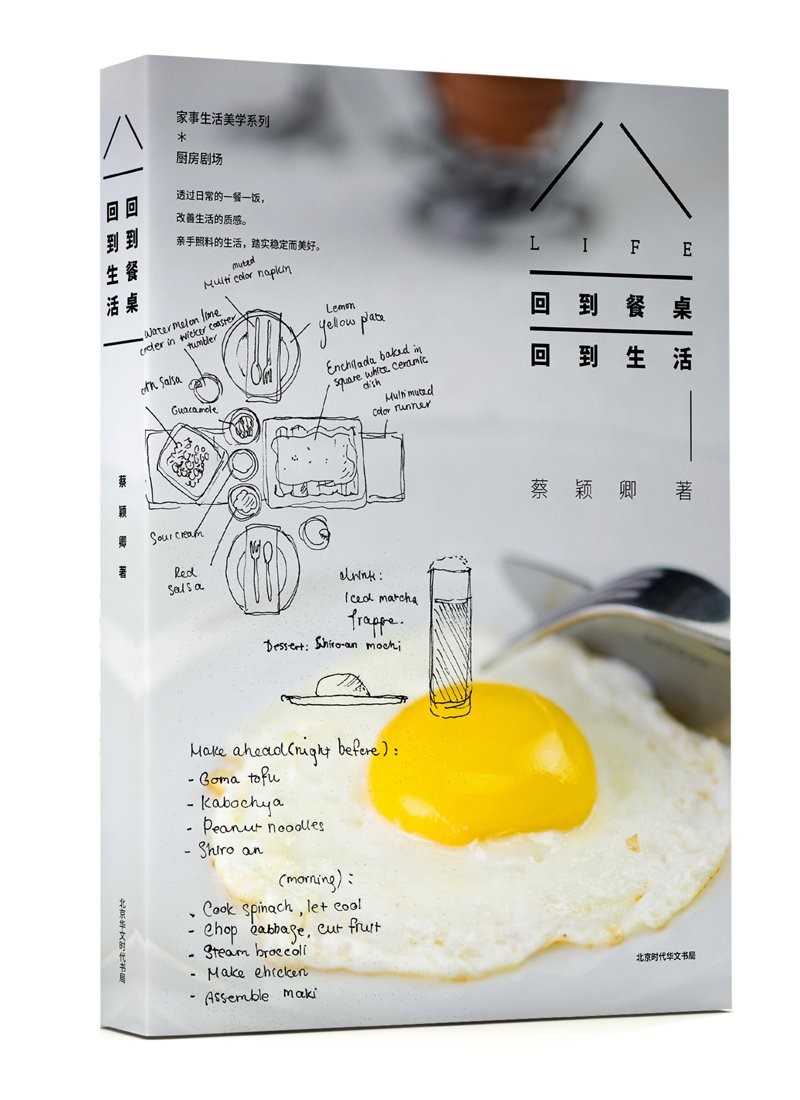 回到餐桌
回到生活
蔡颖卿 著
北京华文时代书局
家事生活美学系列
*
厨房剧场
透过日常的一餐一饭，
改善生活的质感。
亲手照料的生活，踏实稳定而美好。
LIFE
回到餐桌
回到生活
蔡颖卿 著
muted
Multi color napkin
Watermelon lime
in wicker coaster
tumbler
Lemon
yellow plate
Enchilada baked in
square white ceramic
dish
Multi muted
color runner
Salsa
Guacamole
Sour cream
Red
Salsa
drink:
Iced matcha
frappe.
Dessert: Shiro-an mochi
Make ahead (night before):
- Goma tofu
- Kabochya
- Peanut noodles
- Shiro an
(morning):
- Cook spinach, let cool
- Chop cabbage, cut fruit
- Steam broccoli
- Make chicken
- Assemble maki
北京时代华文书局